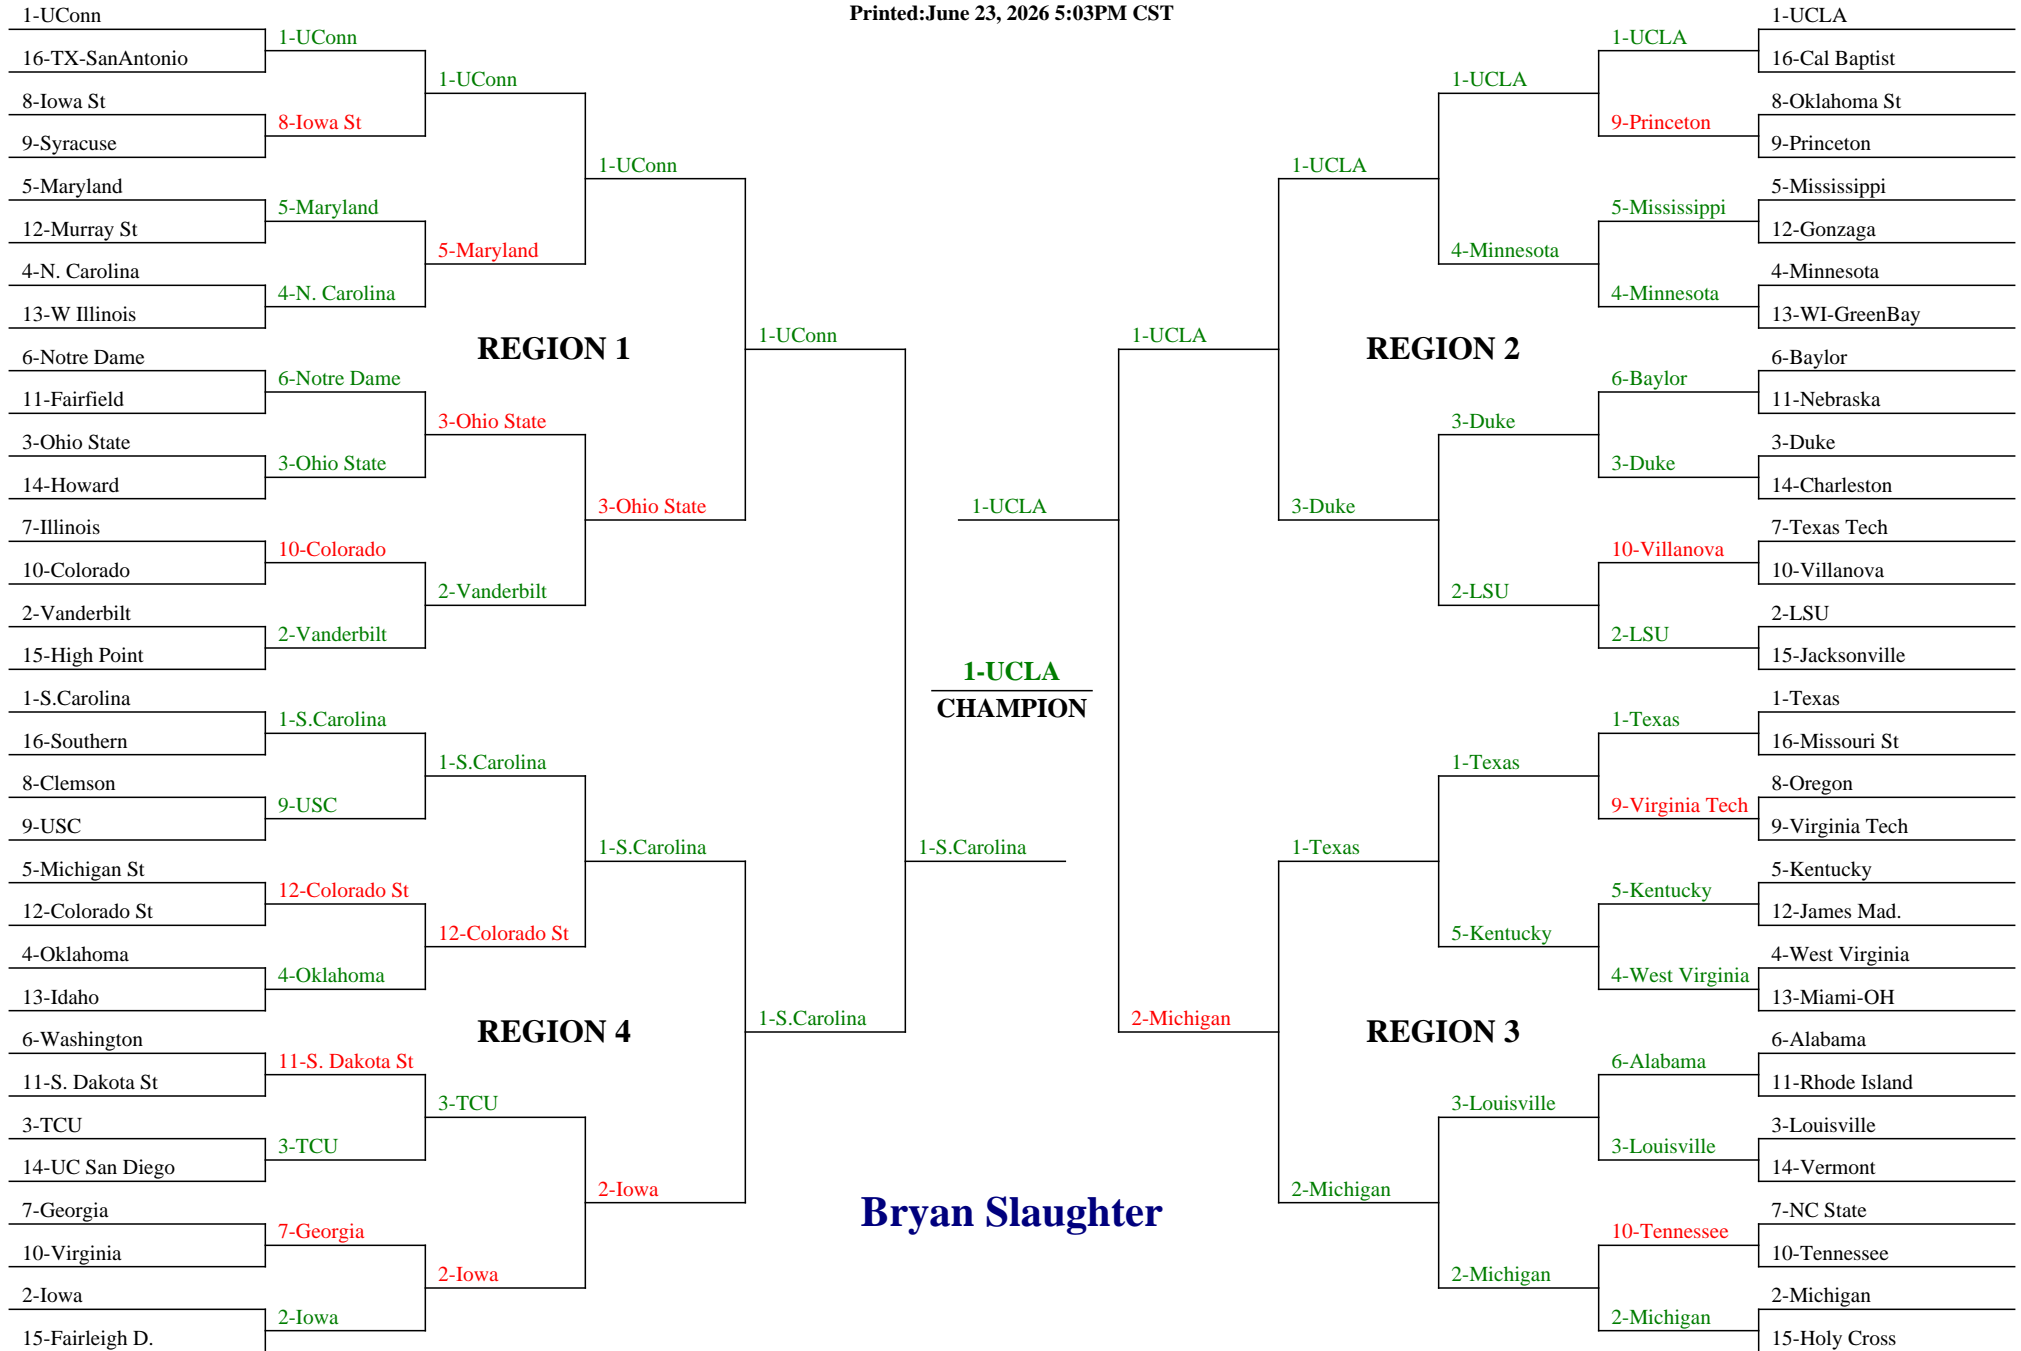 Printed:June 23, 2026 5:03PM CST
1-UConn
16-TX-SanAntonio
8-Iowa St
9-Syracuse
5-Maryland
12-Murray St
4-N. Carolina
13-W Illinois
6-Notre Dame
11-Fairfield
3-Ohio State
14-Howard
7-Illinois
10-Colorado
2-Vanderbilt
15-High Point
1-S.Carolina
16-Southern
8-Clemson
9-USC
5-Michigan St
12-Colorado St
4-Oklahoma
13-Idaho
6-Washington
11-S. Dakota St
3-TCU
14-UC San Diego
7-Georgia
10-Virginia
2-Iowa
15-Fairleigh D.
1-UConn
8-Iowa St
5-Maryland
4-N. Carolina
6-Notre Dame
3-Ohio State
10-Colorado
2-Vanderbilt
1-S.Carolina
9-USC
12-Colorado St
4-Oklahoma
11-S. Dakota St
3-TCU
7-Georgia
2-Iowa
1-UConn
5-Maryland
3-Ohio State
2-Vanderbilt
1-S.Carolina
12-Colorado St
3-TCU
2-Iowa
REGION 1
REGION 4
1-UConn
3-Ohio State
1-S.Carolina
2-Iowa
1-UConn
1-S.Carolina
1-S.Carolina
1-UCLA
1-UCLA
CHAMPION
Bryan Slaughter
1-UCLA
2-Michigan
1-UCLA
3-Duke
1-Texas
2-Michigan
REGION 2
REGION 3
1-UCLA
4-Minnesota
3-Duke
2-LSU
1-Texas
5-Kentucky
3-Louisville
2-Michigan
1-UCLA
9-Princeton
5-Mississippi
4-Minnesota
6-Baylor
3-Duke
10-Villanova
2-LSU
1-Texas
9-Virginia Tech
5-Kentucky
4-West Virginia
6-Alabama
3-Louisville
10-Tennessee
2-Michigan
1-UCLA
16-Cal Baptist
8-Oklahoma St
9-Princeton
5-Mississippi
12-Gonzaga
4-Minnesota
13-WI-GreenBay
6-Baylor
11-Nebraska
3-Duke
14-Charleston
7-Texas Tech
10-Villanova
2-LSU
15-Jacksonville
1-Texas
16-Missouri St
8-Oregon
9-Virginia Tech
5-Kentucky
12-James Mad.
4-West Virginia
13-Miami-OH
6-Alabama
11-Rhode Island
3-Louisville
14-Vermont
7-NC State
10-Tennessee
2-Michigan
15-Holy Cross